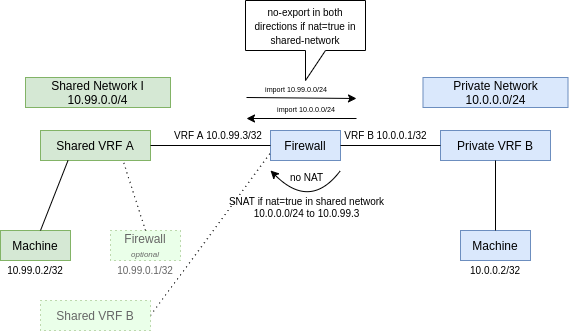 no-export in both
directions if nat=true in
shared-network
Shared Network I
10.99.0.0/4
import 10.99.0.0/24
import 10.0.0.0/24
Private Network
10.0.0.0/24
Shared VRF A
VRF A 10.0.99.3/32
Firewall
VRF B 10.0.0.1/32
Private VRF B
no NAT
SNAT if nat=true in shared network
10.0.0.0/24 to 10.0.99.3
Machine
10.99.0.2/32
Firewall
optional
10.99.0.1/32
Machine
10.0.0.2/32
Shared VRF B